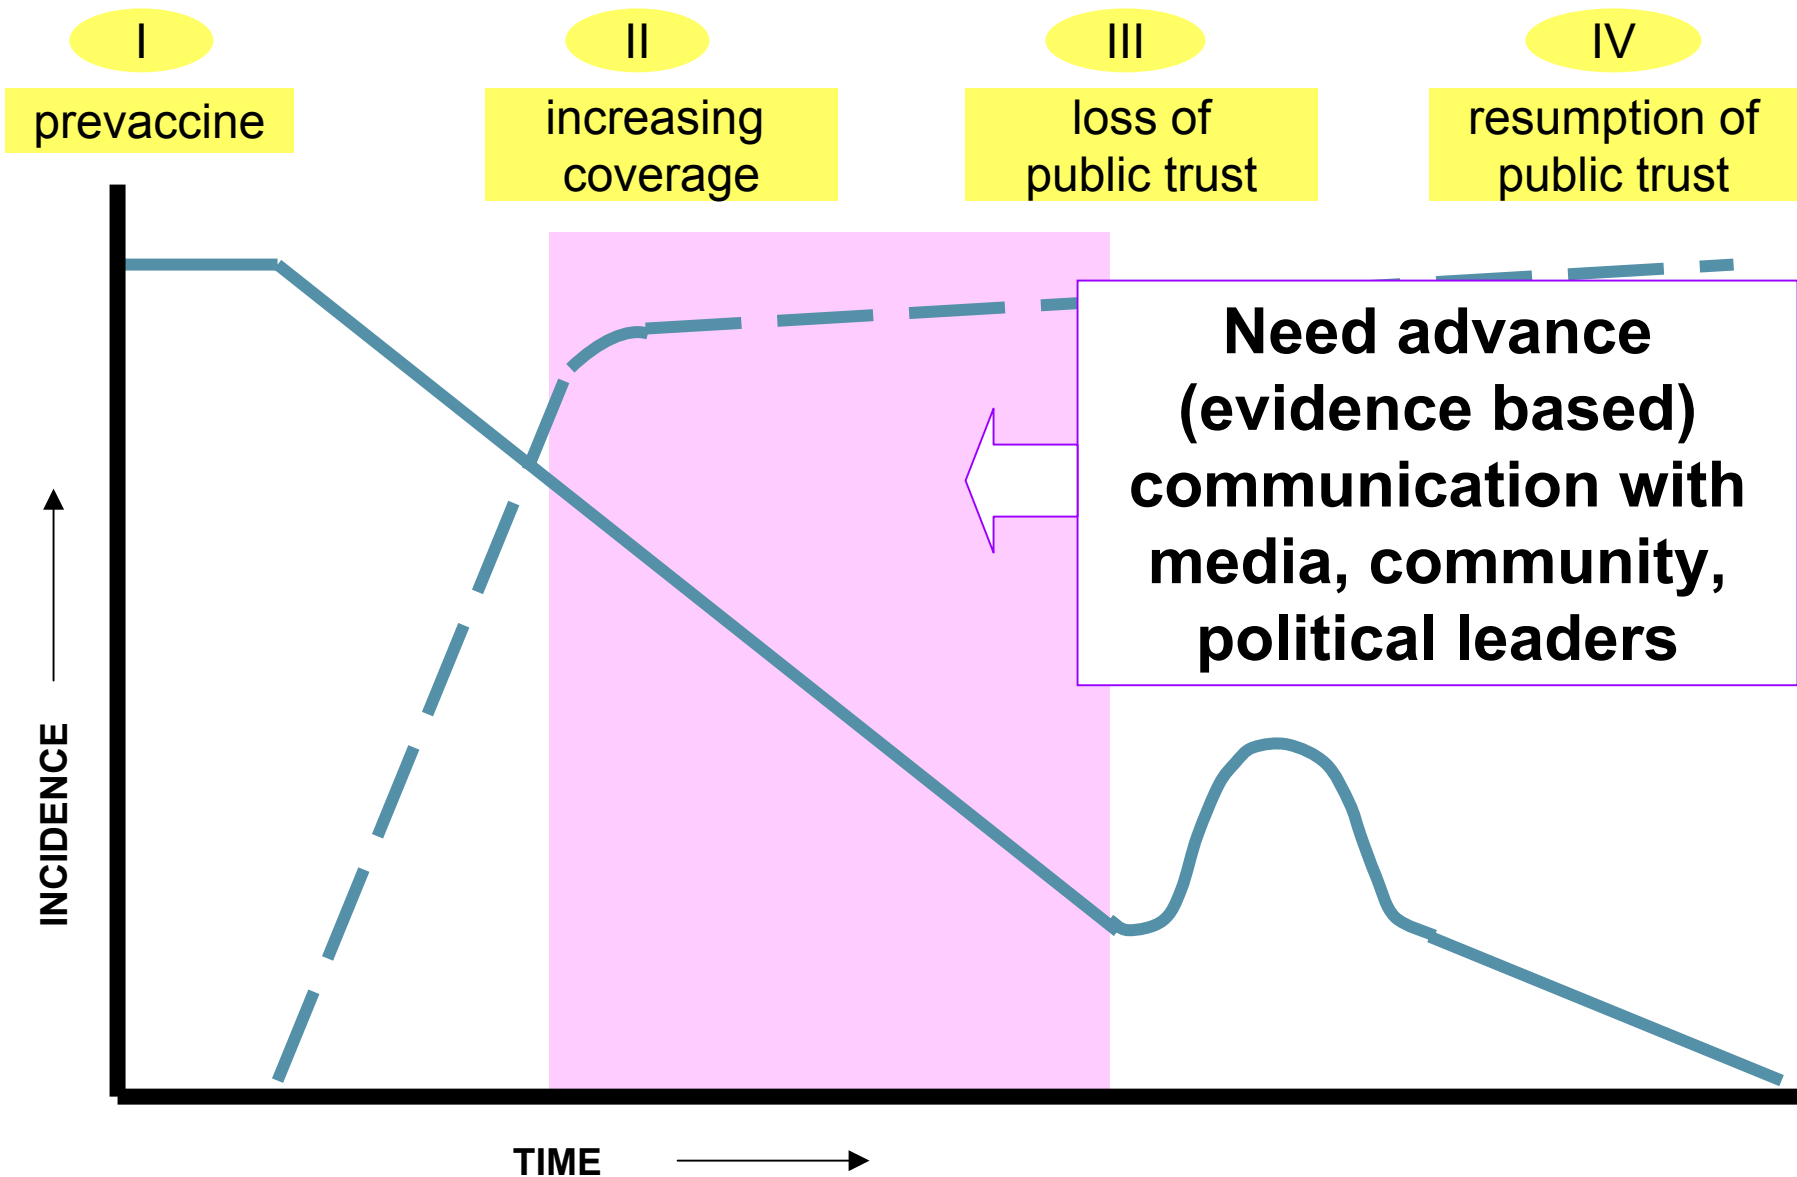 I
II
III
IV
prevaccine
increasing
coverage
loss of
public trust
resumption of
public trust
Need advance
(evidence based)
communication with
media, community,
political leaders
INCIDENCE
TIME